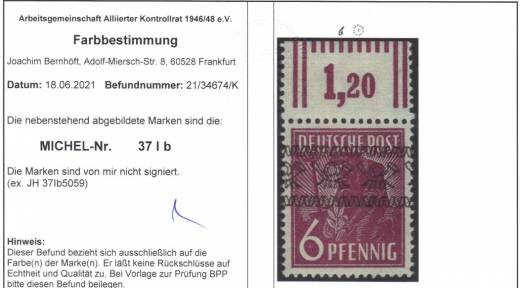 Arbeitsgemeinschaft Alliierter Kontrollrat 1946/48 e.V.
Farbbestimmung
Joachim Bernhöft, Adolf-Miersch-Str. 8, 60528 Frankfurt
Datum: 18.06.2021 Befundnummer: 21/34674/K
Die nebenstehend abgebildete Marken sind die:
MICHEL-Nr. 37 I b
Die Marken sind von mir nicht signiert.
(ex. JH 37Ib5059)
Hinweis:
Dieser Befund bezieht sich ausschließlich auf die
Farbe(n) der Marke(n). Er läßt keine Rückschlüsse auf
Echtheit und Qualität zu. Bei Vorlage zur Prüfung BPP
bitte diesen Befund beilegen.
6
1,20
DEUTSCHE POST
6 PFENNIG